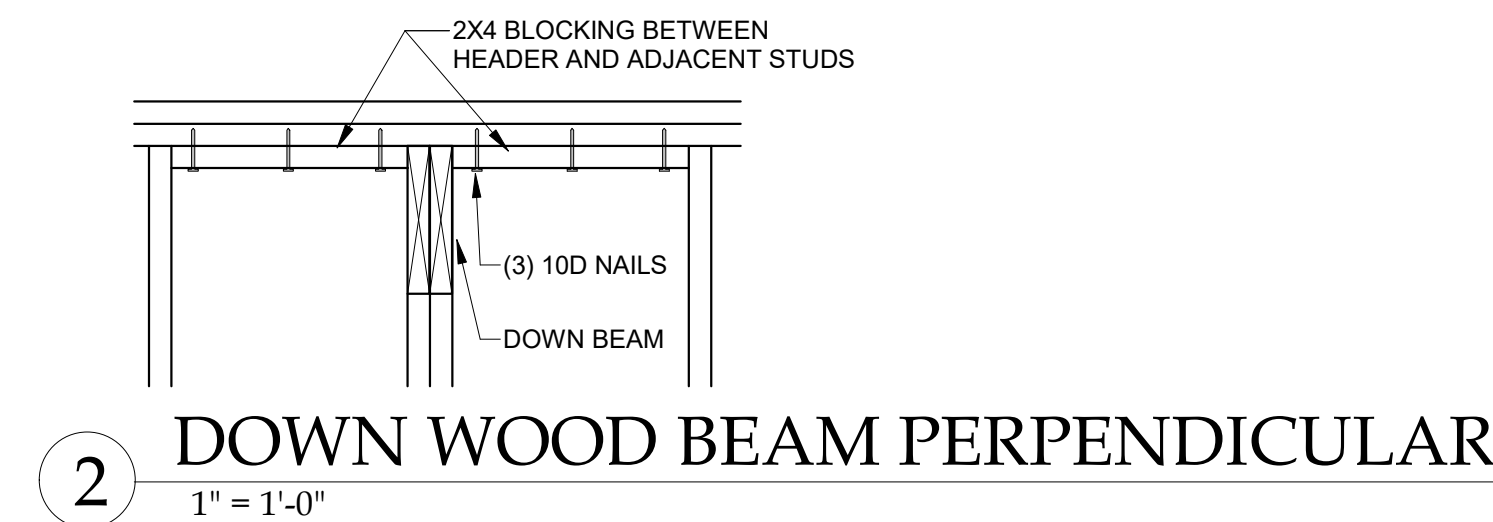 2X4 BLOCKING BETWEEN
HEADER AND ADJACENT STUDS
(3) 10D NAILS
DOWN BEAM
2
DOWN WOOD BEAM PERPENDICULAR
1" = 1'-0"